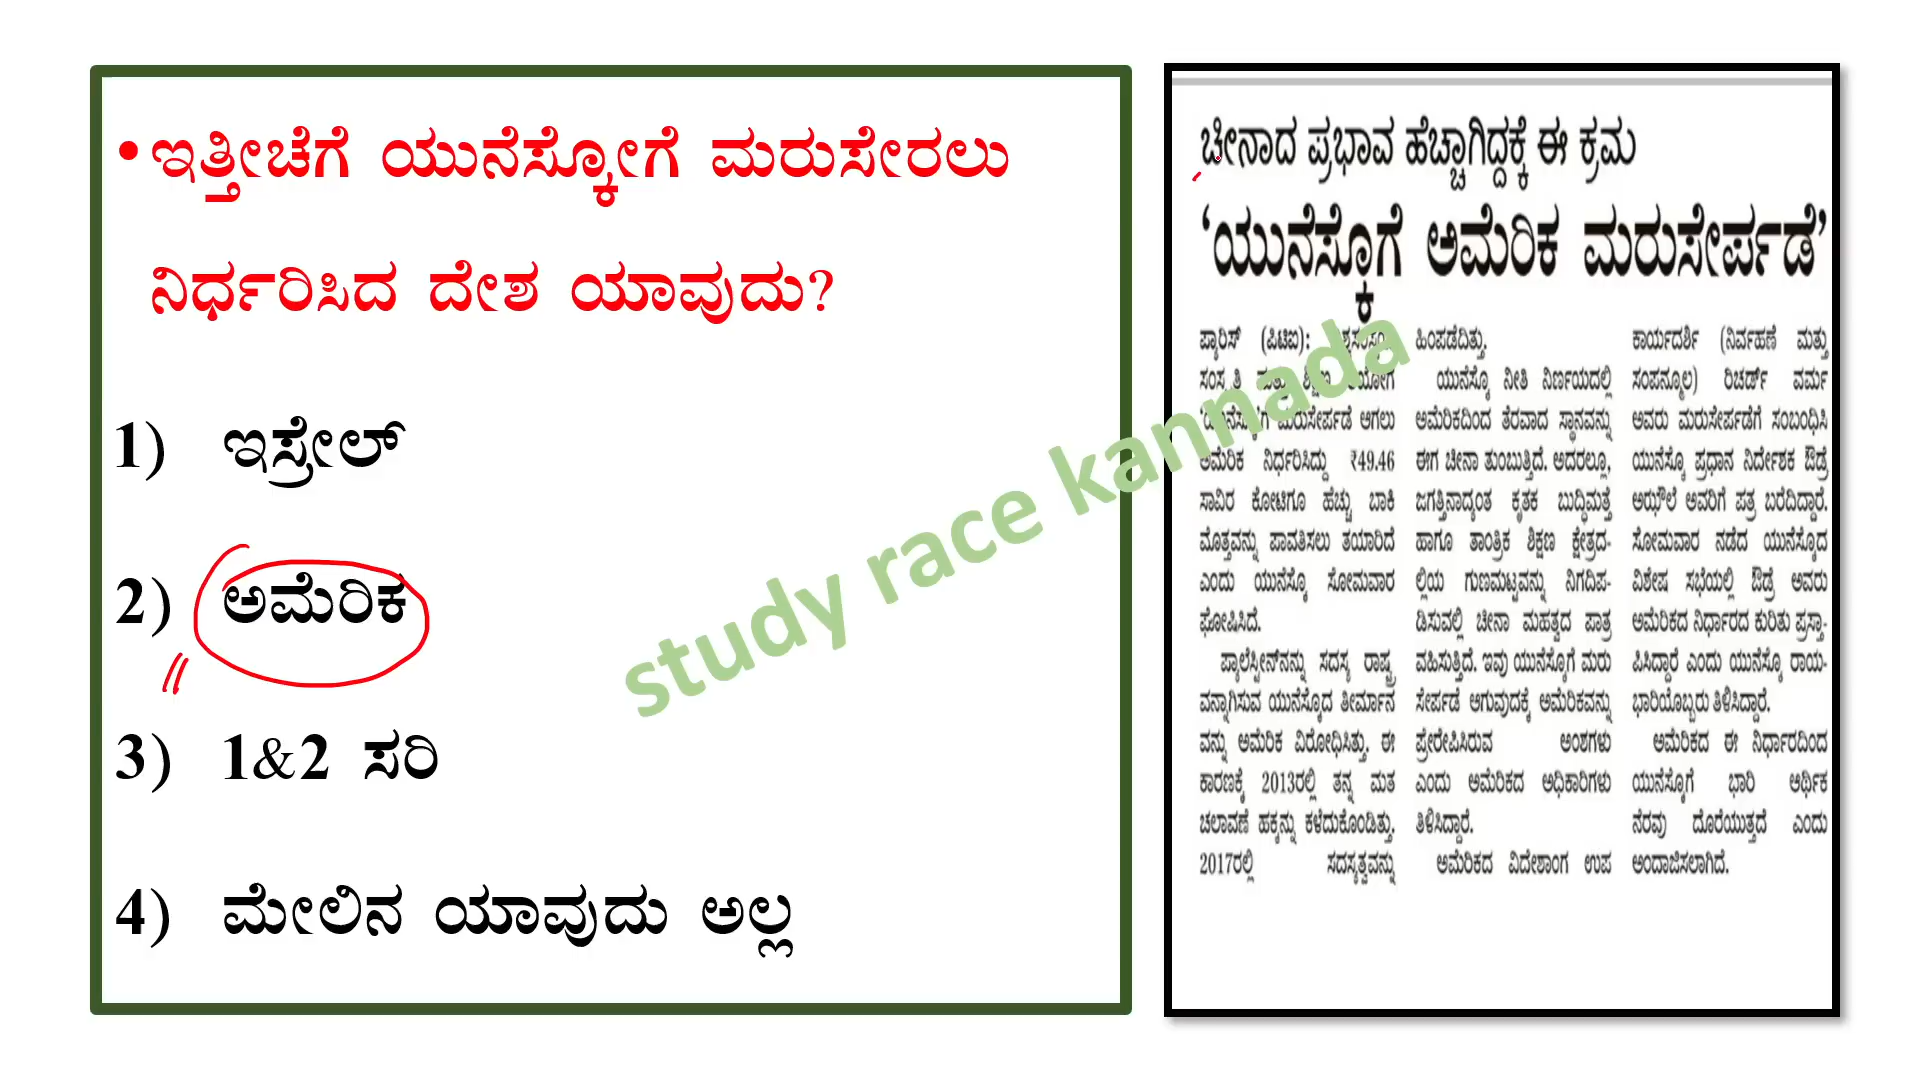 •ಇತ್ತೀಚೆಗೆ ಯುನೆಸ್ಕೋಗೆ ಮರುಸೇರಲು
ನಿರ್ಧರಿಸಿದ ದೇಶ ಯಾವುದು?
1) ಇಸ್ರೇಲ್
2) ಅಮೆರಿಕ
3) 1&2 ಸರಿ
4) ಮೇಲಿನ ಯಾವುದು ಅಲ್ಲ
study race kannada
ಚೀನಾದ ಪ್ರಭಾವ ಹೆಚ್ಚಾಗಿದ್ದಕ್ಕೆ ಈ ಕ್ರಮ
‘ಯುನೆಸ್ಕೊಗೆ ಅಮೆರಿಕ ಮರುಸೇರ್ಪಡೆ’
ಪ್ಯಾರಿಸ್ (ಪಿಟಿಐ):
ಮತ್ತು ಶಿಕ್ಷಣ
ಮರುಸೇರ್ಪಡೆ ಆಗಲು
ಅಮೆರಿಕ ನಿರ್ಧರಿಸಿದ್ದು ₹49.46
ಸಾವಿರ ಕೋಟಿಗೂ ಹೆಚ್ಚು ಬಾಕಿ
ಮೊತ್ತವನ್ನು ಪಾವತಿಸಲು ತಯಾರಿದೆ
ಎಂದು ಯುನೆಸ್ಕೊ ಸೋಮವಾರ
ಘೋಷಿಸಿದೆ.
ಪ್ಯಾಲೆಸ್ಟೀನ್‌ನನ್ನು ಸದಸ್ಯ ರಾಷ್ಟ್ರ
ವನ್ನಾಗಿಸುವ ಯುನೆಸ್ಕೊದ ತೀರ್ಮಾನ
ವನ್ನು ಅಮೆರಿಕ ವಿರೋಧಿಸಿತ್ತು. ಈ
ಕಾರಣಕ್ಕೆ 2013ರಲ್ಲಿ ತನ್ನ ಮತ
ಚಲಾವಣೆ ಹಕ್ಕನ್ನು ಕಳೆದುಕೊಂಡಿತ್ತು.
2017ರಲ್ಲಿ ಸದಸ್ಯತ್ವವನ್ನು
ಹಿಂಪಡೆದಿತ್ತು.
ಯುನೆಸ್ಕೊ ನೀತಿ ನಿರ್ಣಯದಲ್ಲಿ
ಅಮೆರಿಕದಿಂದ ತೆರವಾದ ಸ್ಥಾನವನ್ನು
ಈಗ ಚೀನಾ ತುಂಬುತ್ತಿದೆ. ಅದರಲ್ಲೂ,
ಜಗತ್ತಿನಾದ್ಯಂತ ಕೃತಕ ಬುದ್ಧಿಮತ್ತೆ
ಹಾಗೂ ತಾಂತ್ರಿಕ ಶಿಕ್ಷಣ ಕ್ಷೇತ್ರದ-
ಲ್ಲಿಯ ಗುಣಮಟ್ಟವನ್ನು ನಿಗದಿಪ-
ಡಿಸುವಲ್ಲಿ ಚೀನಾ ಮಹತ್ವದ ಪಾತ್ರ
ವಹಿಸುತ್ತಿದೆ. ಇವು ಯುನೆಸ್ಕೊಗೆ ಮರು
ಸೇರ್ಪಡೆ ಆಗುವುದಕ್ಕೆ ಅಮೆರಿಕವನ್ನು
ಪ್ರೇರೇಪಿಸಿರುವ ಅಂಶಗಳು
ಎಂದು ಅಮೆರಿಕದ ಅಧಿಕಾರಿಗಳು
ತಿಳಿಸಿದ್ದಾರೆ.
ಅಮೆರಿಕದ ವಿದೇಶಾಂಗ ಉಪ
ಕಾರ್ಯದರ್ಶಿ (ನಿರ್ವಹಣೆ ಮತ್ತು
ಸಂಪನ್ಮೂಲ) ರಿಚರ್ಡ್ ವರ್ಮ
ಅವರು ಮರುಸೇರ್ಪಡೆಗೆ ಸಂಬಂಧಿಸಿ
ಯುನೆಸ್ಕೊ ಪ್ರಧಾನ ನಿರ್ದೇಶಕ ಔಡ್ರೆ
ಅಝೌಲೆ ಅವರಿಗೆ ಪತ್ರ ಬರೆದಿದ್ದಾರೆ.
ಸೋಮವಾರ ನಡೆದ ಯುನೆಸ್ಕೊದ
ವಿಶೇಷ ಸಭೆಯಲ್ಲಿ ಔಡ್ರೆ ಅವರು
ಅಮೆರಿಕದ ನಿರ್ಧಾರದ ಕುರಿತು ಪ್ರಸ್ತಾ-
ಪಿಸಿದ್ದಾರೆ ಎಂದು ಯುನೆಸ್ಕೊ ರಾಯ-
ಭಾರಿಯೊಬ್ಬರು ತಿಳಿಸಿದ್ದಾರೆ.
ಅಮೆರಿಕದ ಈ ನಿರ್ಧಾರದಿಂದ
ಯುನೆಸ್ಕೊಗೆ ಭಾರಿ ಆರ್ಥಿಕ
ನೆರವು ದೊರೆಯುತ್ತದೆ ಎಂದು
ಅಂದಾಜಿಸಲಾಗಿದೆ.